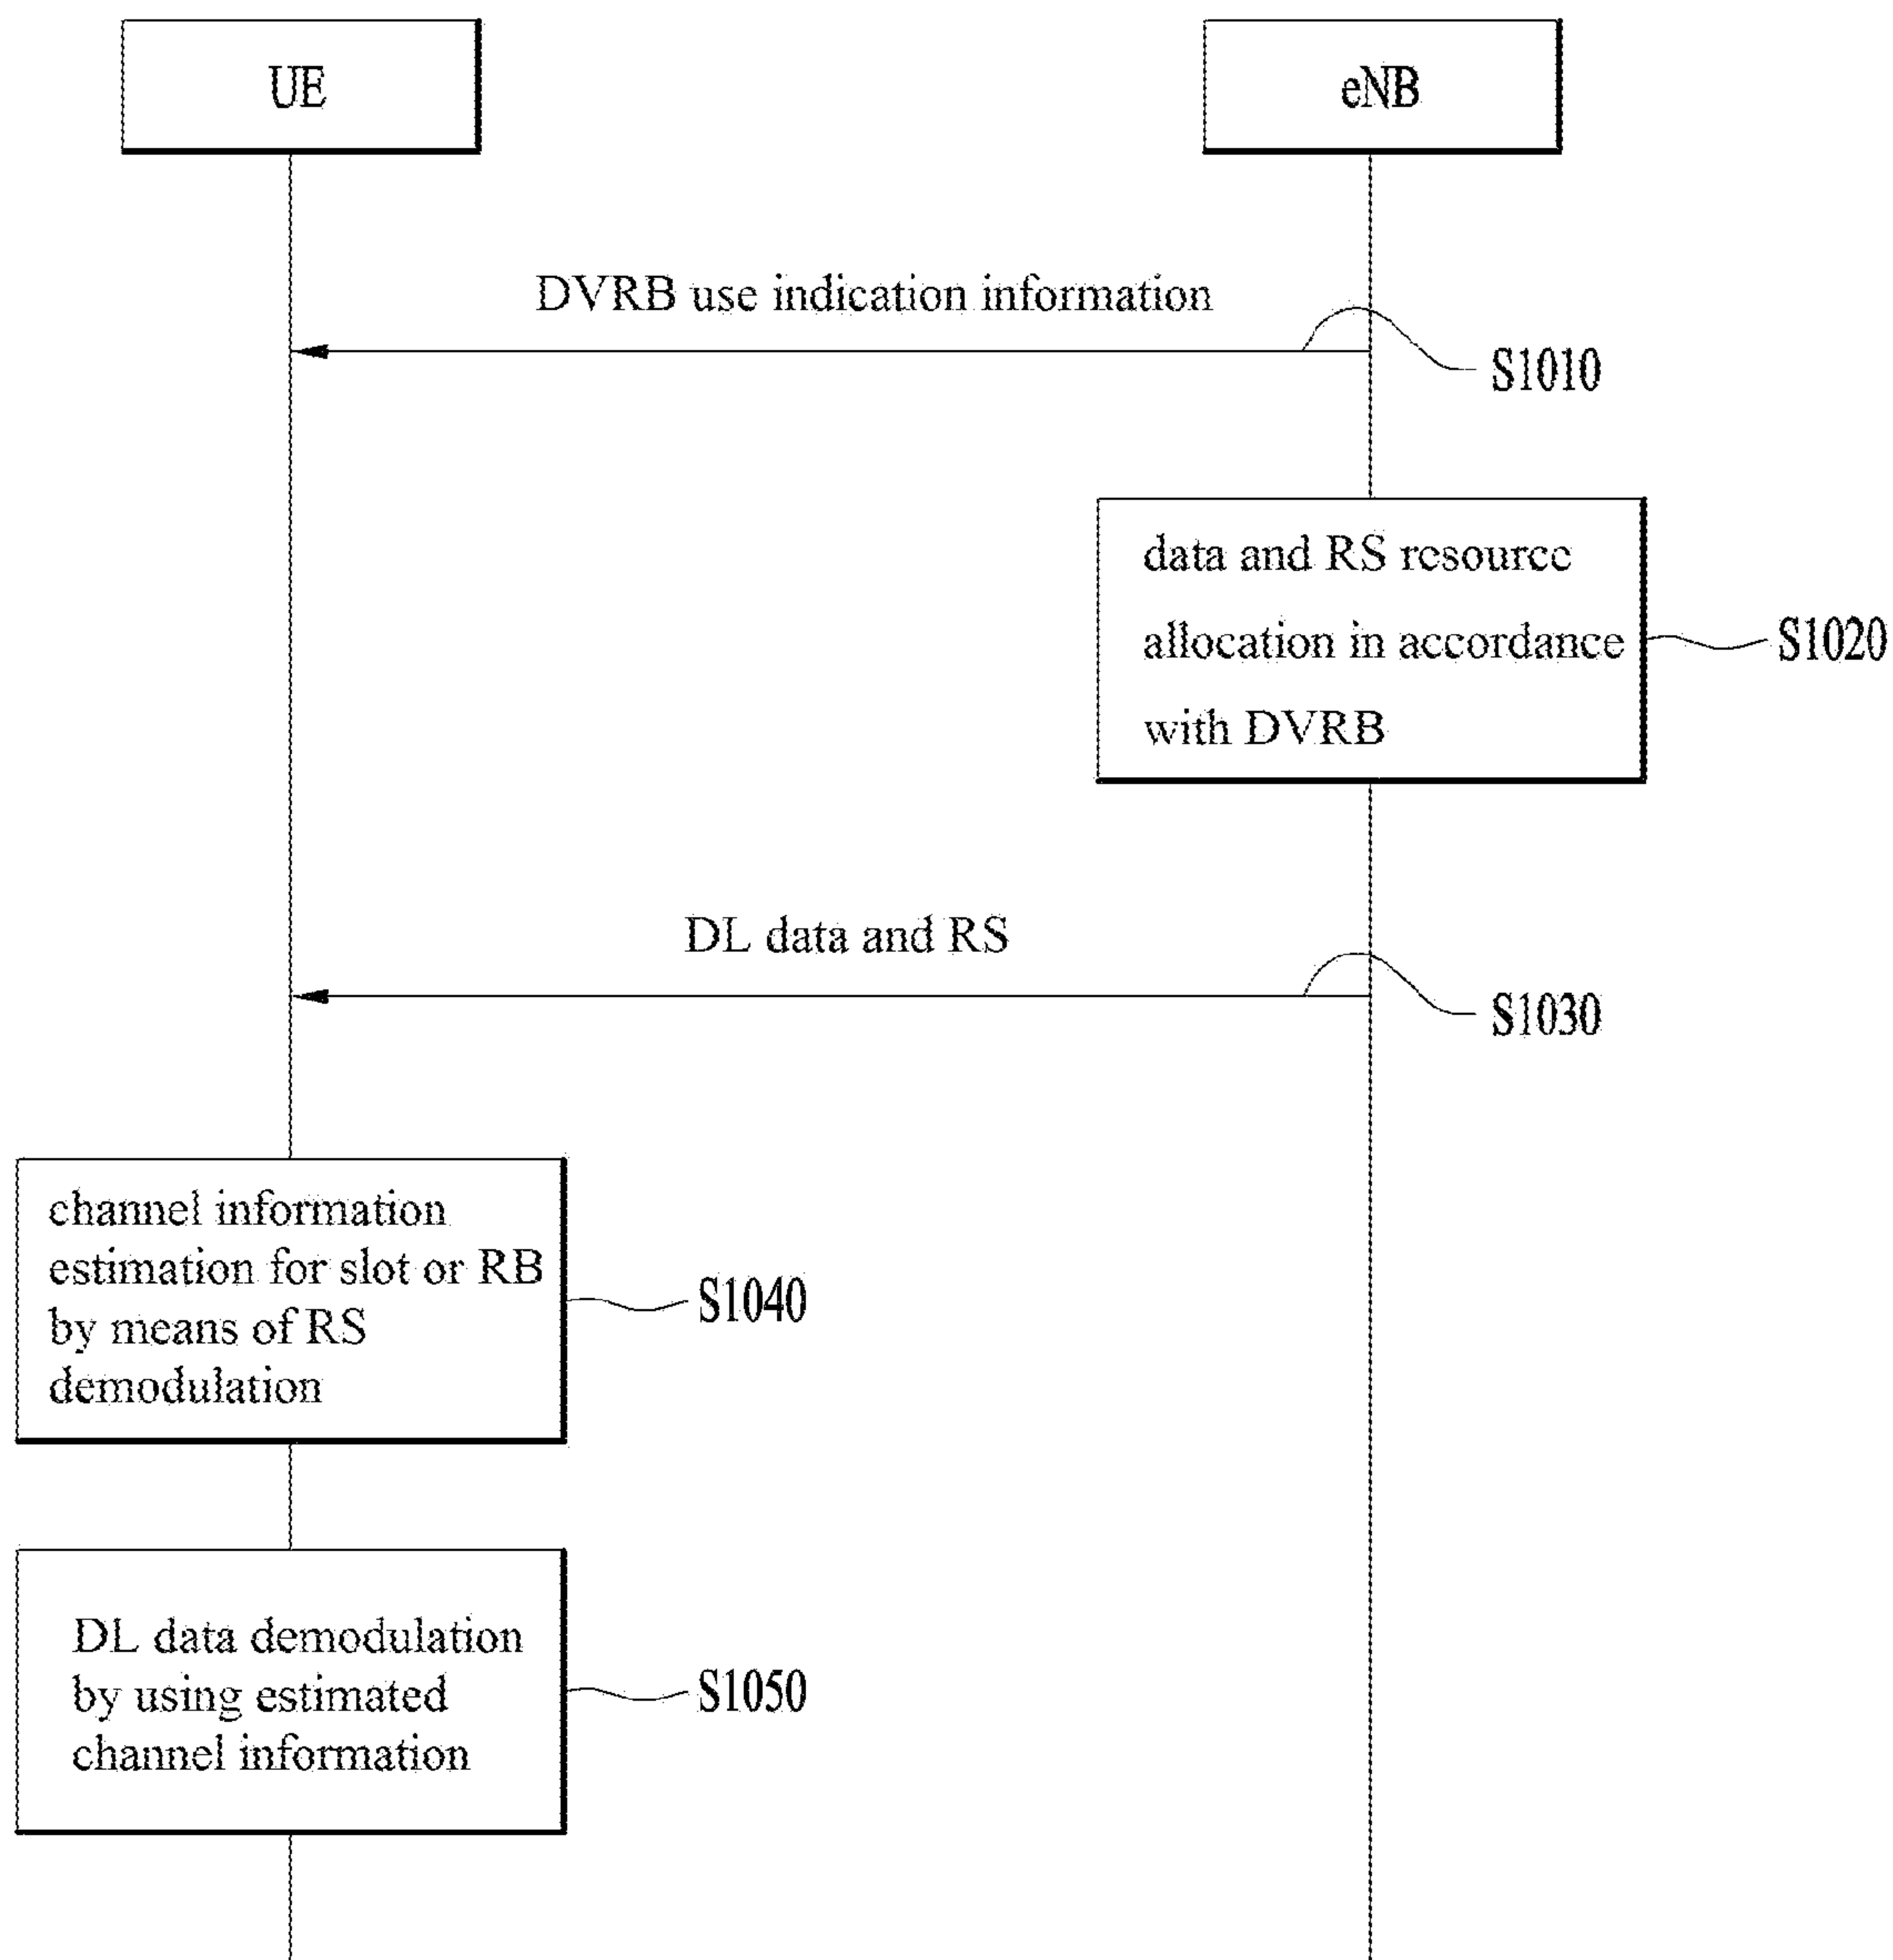 UE
eNB
DVRB use indication information
S1010
data and RS resource
allocation in accordance
with DVRB
S1020
DL data and RS
S1030
channel information
estimation for slot or RB
by means of RS
demodulation
S1040
DL data demodulation
by using estimated
channel information
S1050